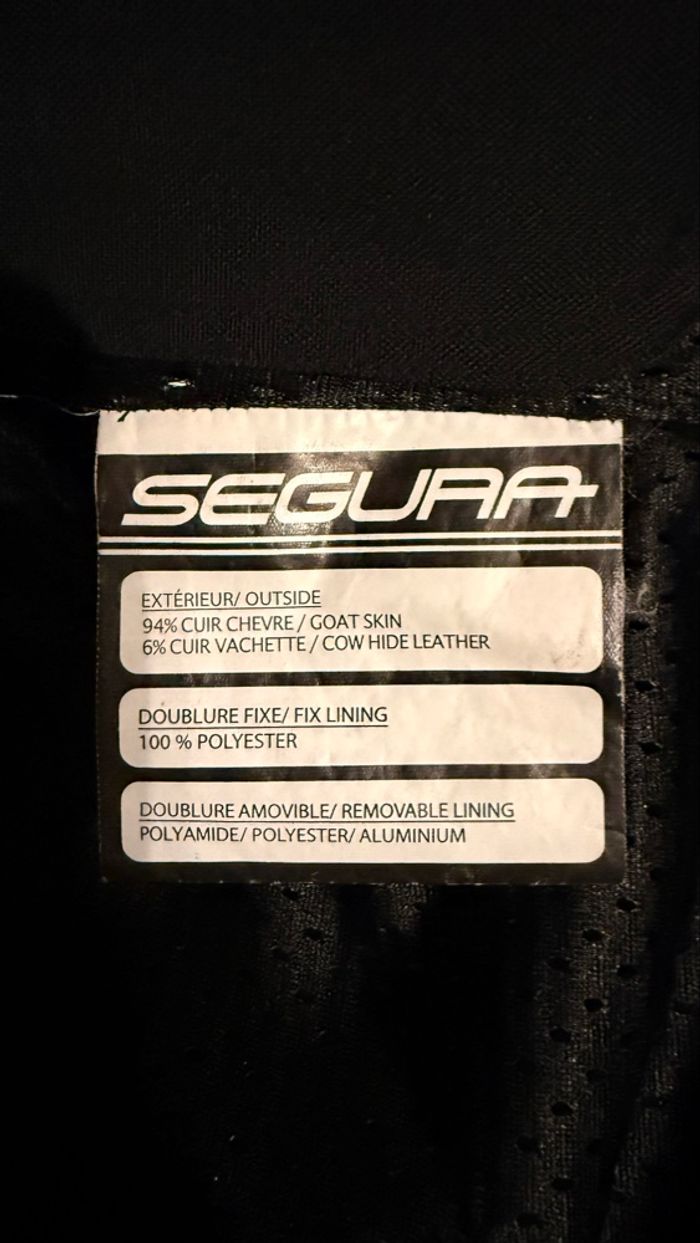 SEGURA
EXTÉRIEUR/ OUTSIDE
94% CUIR CHEVRE / GOAT SKIN
6% CUIR VACHETTE / COW HIDE LEATHER
DOUBLURE FIXE/ FIX LINING
100 % POLYESTER
DOUBLURE AMOVIBLE/ REMOVABLE LINING
POLYAMIDE/ POLYESTER/ ALUMINIUM